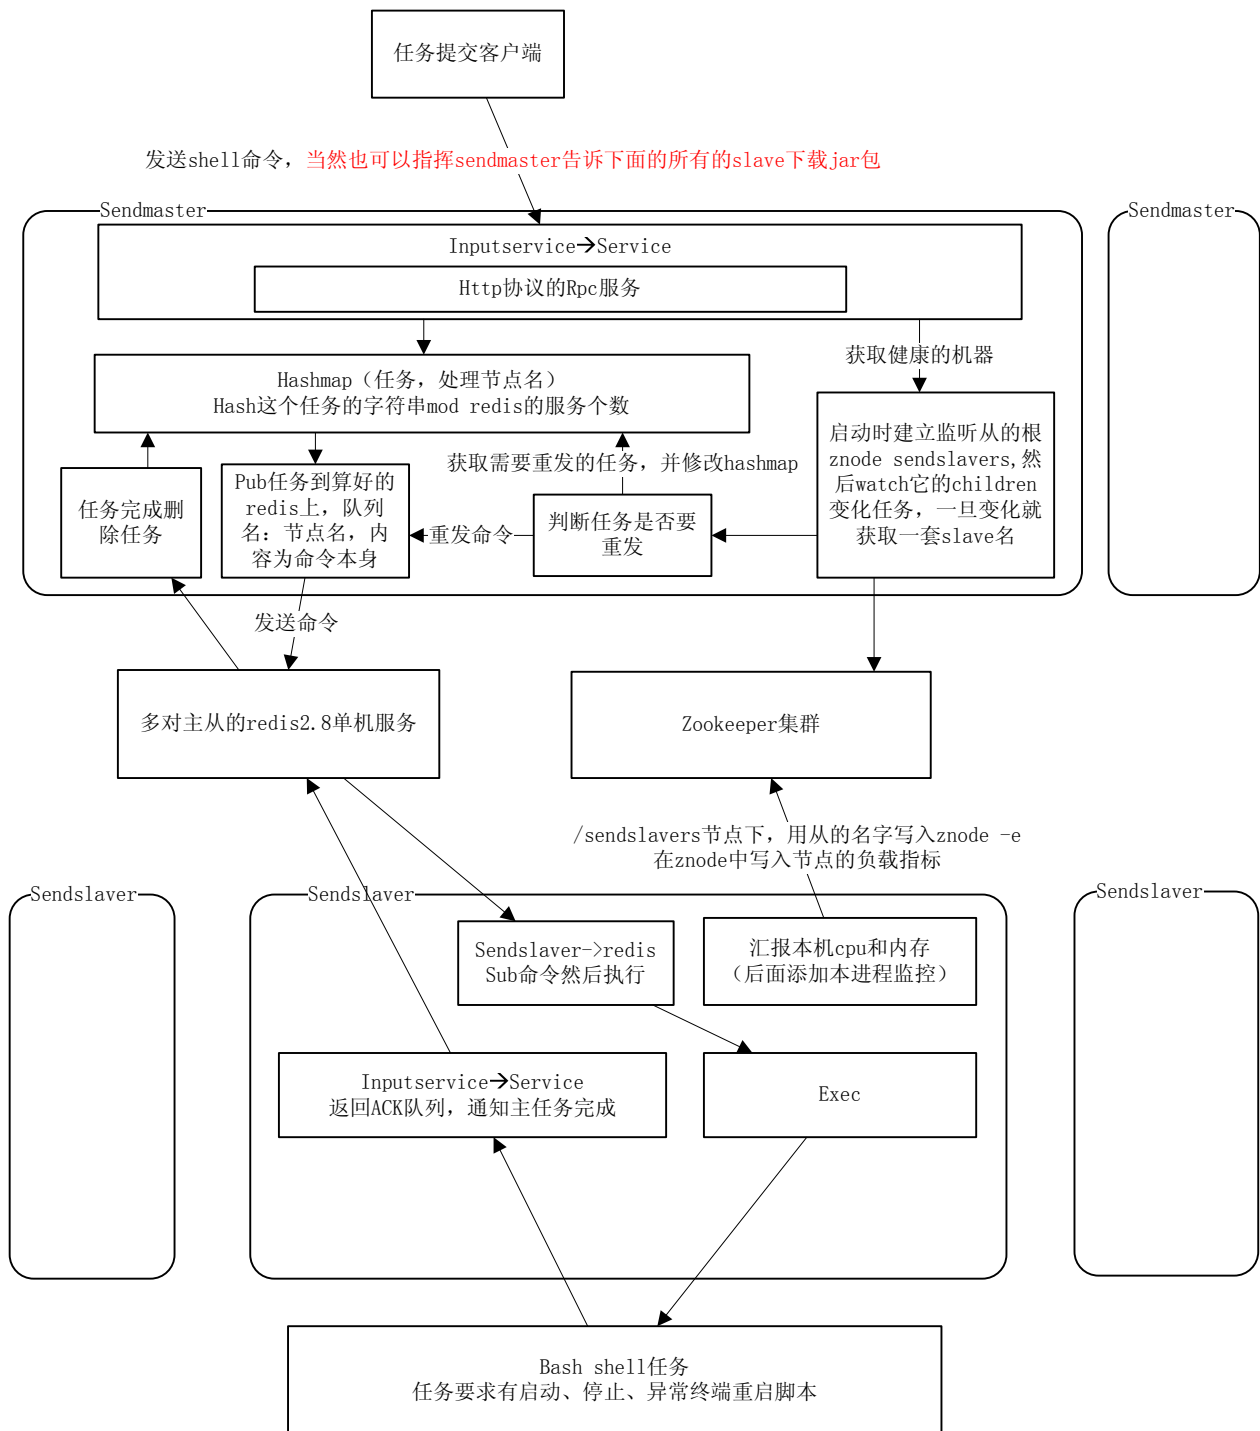 任务提交客户端
发送shell命令，当然也可以指挥sendmaster告诉下面的所有的slave下载jar包
Sendmaster
Sendmaster
Inputservice→Service
Http协议的Rpc服务
获取健康的机器
Hashmap（任务，处理节点名）
Hash这个任务的字符串mod redis的服务个数
启动时建立监听从的根
znode sendslavers,然
后watch它的children
变化任务，一旦变化就
获取一套slave名
获取需要重发的任务，并修改hashmap
任务完成删
除任务
Pub任务到算好的
redis上，队列
名：节点名，内
容为命令本身
重发命令
判断任务是否要
重发
发送命令
多对主从的redis2.8单机服务
Zookeeper集群
/sendslavers节点下，用从的名字写入znode -e
在znode中写入节点的负载指标
Sendslaver
Sendslaver
Sendslaver
Sendslaver->redis
Sub命令然后执行
汇报本机cpu和内存
（后面添加本进程监控）
Inputservice→Service
返回ACK队列，通知主任务完成
Exec
Bash shell任务
任务要求有启动、停止、异常终端重启脚本